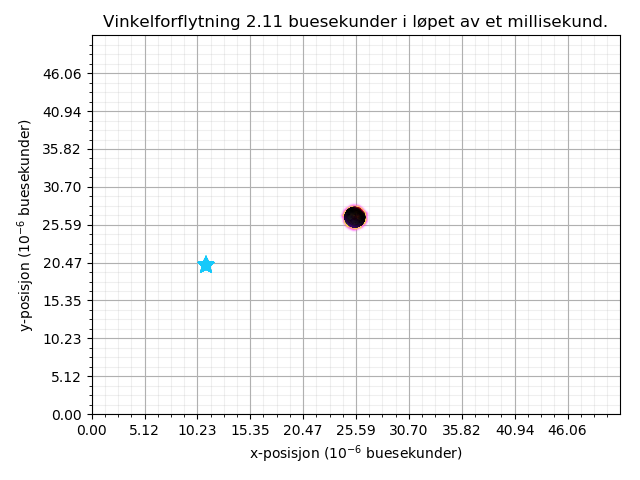 Vinkelforflytning 2.11 buesekunder i løpet av et millisekund.
46.06
40.94
35.82
30.70
25.59
20.47
15.35
10.23
5.12
0.00
y-posisjon (10⁻⁶ buesekunder)
0.00 5.12 10.23 15.35 20.47 25.59 30.70 35.82 40.94 46.06
x-posisjon (10⁻⁶ buesekunder)